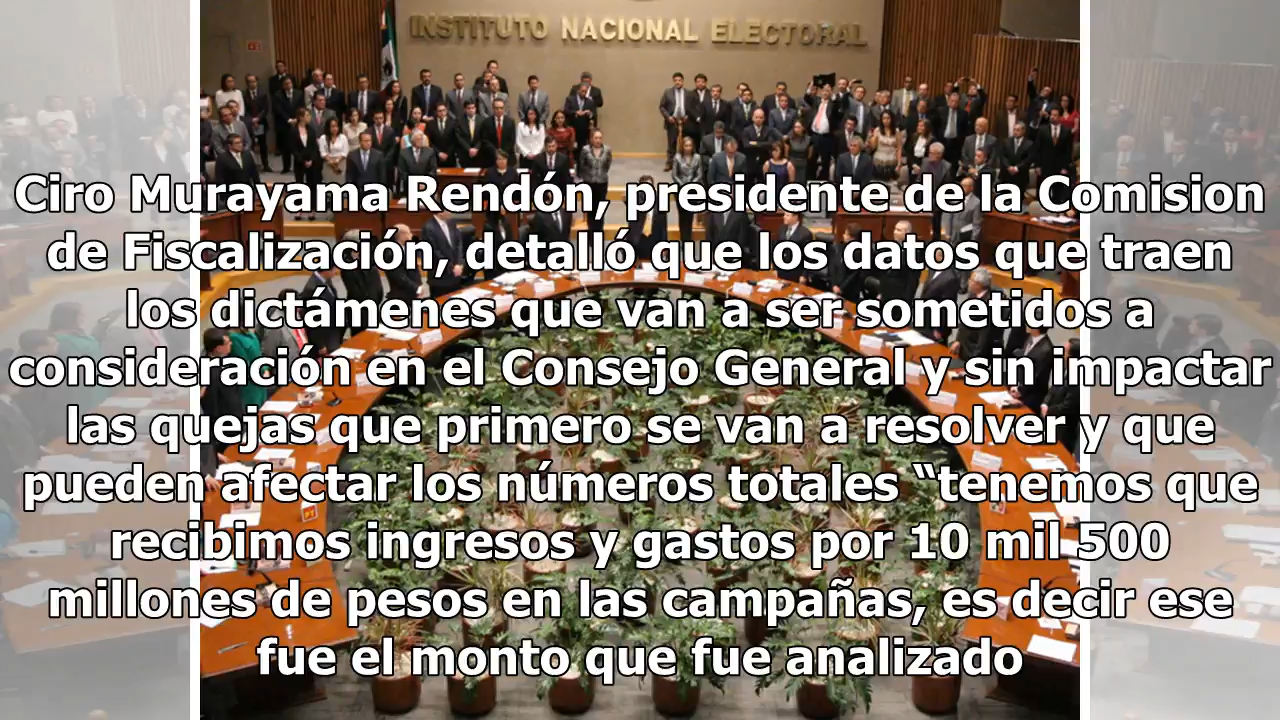 INSTITUTO NACIONAL ELECTORAL
Ciro Murayama Rendón, presidente de la Comision
de Fiscalización, detalló que los datos que traen
los dictámenes que van a ser sometidos a
consideración en el Consejo General y sin impactar
las quejas que primero se van a resolver y que
pueden afectar los números totales “tenemos que
recibimos ingresos y gastos por 10 mil 500
millones de pesos en las campañas, es decir ese
fue el monto que fue analizado
PT